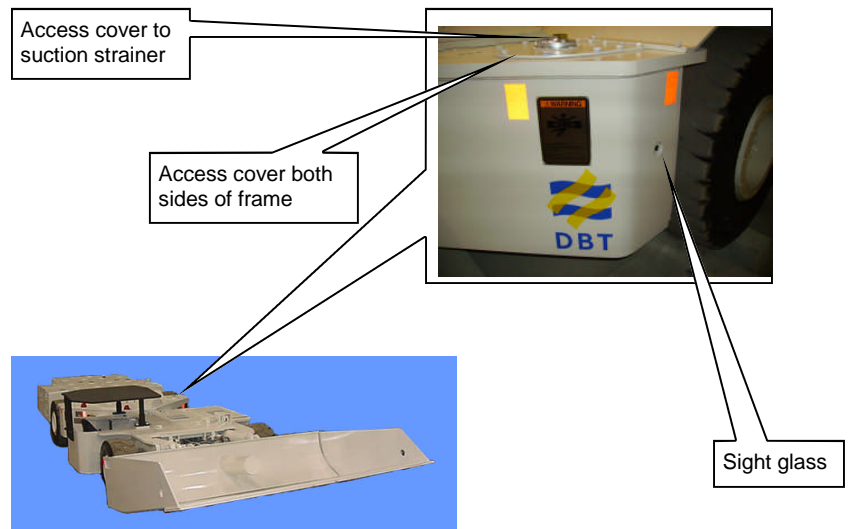 Access cover to
suction strainer
WARNING
Access cover both
sides of frame
DBT
Sight glass